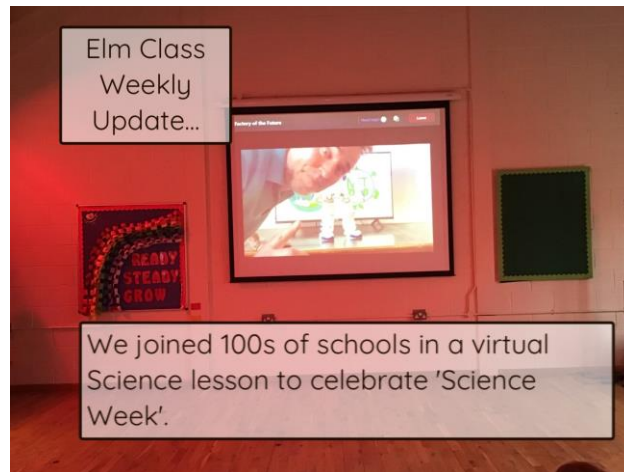 Elm Class
Weekly
Update...
Factory of the Future
READY
STEADY
GROW
We joined 100s of schools in a virtual
Science lesson to celebrate 'Science
Week'.